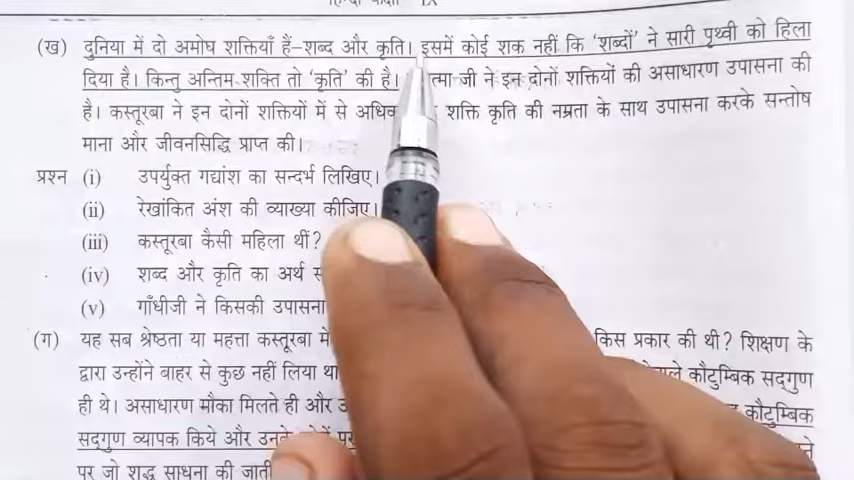 हिन्दी कक्षा IX
(ख) दुनिया में दो अमोघ शक्तियाँ हैं–शब्द और कृति। इसमें कोई शक नहीं कि 'शब्दों' ने सारी पृथ्वी को हिला
दिया है। किन्तु अन्तिम शक्ति तो 'कृति' की है। त्मा जी ने इन दोनों शक्तियों की असाधारण उपासना की
है। कस्तूरबा ने इन दोनों शक्तियों में से अधिक शक्ति कृति की नम्रता के साथ उपासना करके सन्तोष
माना और जीवनसिद्धि प्राप्त की।
प्रश्न (i) उपर्युक्त गद्यांश का सन्दर्भ लिखिए।
(ii) रेखांकित अंश की व्याख्या कीजिए।
(iii) कस्तूरबा कैसी महिला थीं?
(iv) शब्द और कृति का अर्थ
(v) गाँधीजी ने किसकी उपासना
(ग) यह सब श्रेष्ठता या महत्ता कस्तूरबा में किस प्रकार की थी? शिक्षण के
द्वारा उन्होंने बाहर से कुछ नहीं लिया था कौटुम्बिक सद्गुण
ही थे। असाधारण मौका मिलते ही और कौटुम्बिक
सद्गुण व्यापक किये और उनके पर
पर जो शुद्ध साधना की जाती